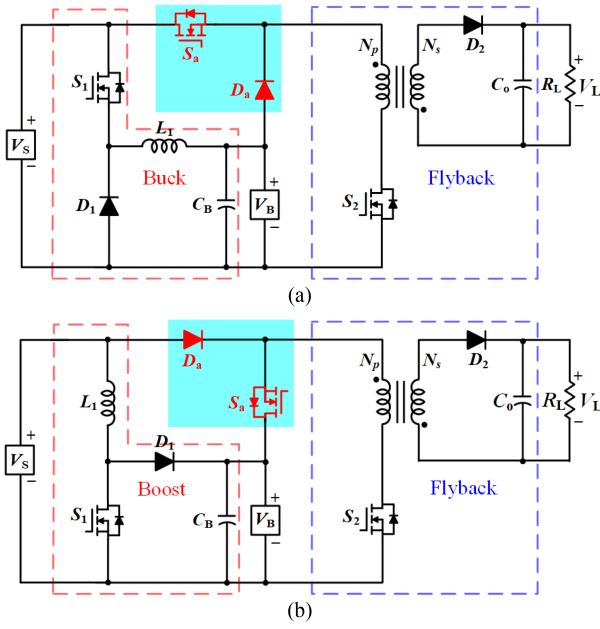 Sa
Np
Ns
D2
S1
Da
Co
RL
+
VL
−
+
VS
−
L1
Buck
D1
CB
+
VB
−
S2
Flyback
(a)
Da
Np
Ns
D2
L1
Sa
Co
RL
+
VL
−
+
VS
−
D1
Boost
S1
CB
+
VB
−
S2
Flyback
(b)